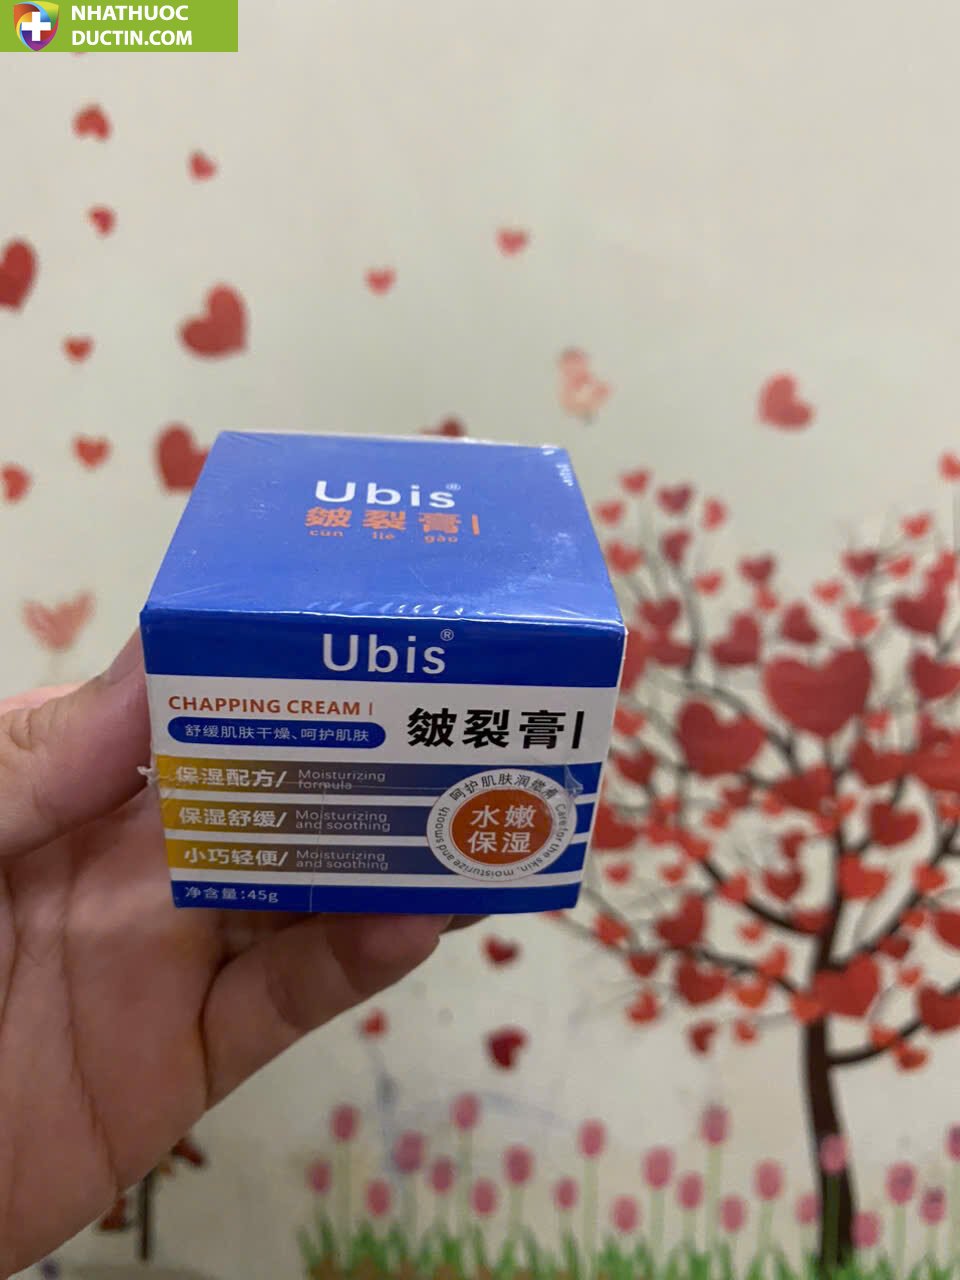 NHATHUOC
DUCTIN.COM
Ubis®
皴裂膏I
cun lie gāo
Ubis®
CHAPPING CREAM I
舒缓肌肤干燥、呵护肌肤
皴裂膏I
保湿配方/ Moisturizing formula
保湿舒缓/ Moisturizing and soothing
小巧轻便/ Moisturizing and soothing
净含量:45g
呵护肌肤润
水嫩
保湿
Care for the skin, moisturize and smooth